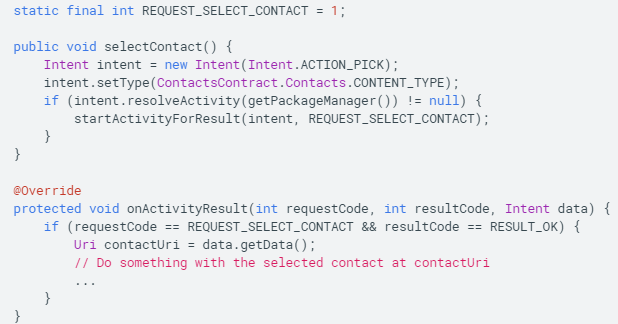 static final int REQUEST_SELECT_CONTACT = 1;

public void selectContact() {
    Intent intent = new Intent(Intent.ACTION_PICK);
    intent.setType(ContactsContract.Contacts.CONTENT_TYPE);
    if (intent.resolveActivity(getPackageManager()) != null) {
        startActivityForResult(intent, REQUEST_SELECT_CONTACT);
    }
}

@Override
protected void onActivityResult(int requestCode, int resultCode, Intent data) {
    if (requestCode == REQUEST_SELECT_CONTACT && resultCode == RESULT_OK) {
        Uri contactUri = data.getData();
        // Do something with the selected contact at contactUri
        ...
    }
}